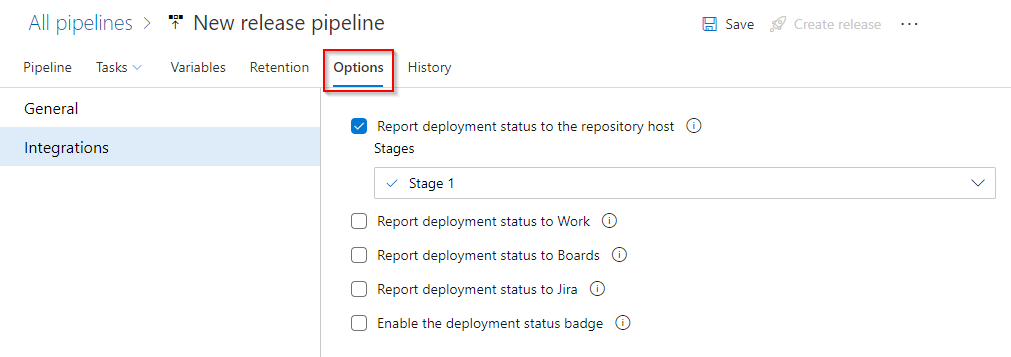 All pipelines > New release pipeline
Save Create release ...
Pipeline Tasks Variables Retention Options History
General
Integrations
Report deployment status to the repository host
Stages
Stage 1
Report deployment status to Work
Report deployment status to Boards
Report deployment status to Jira
Enable the deployment status badge